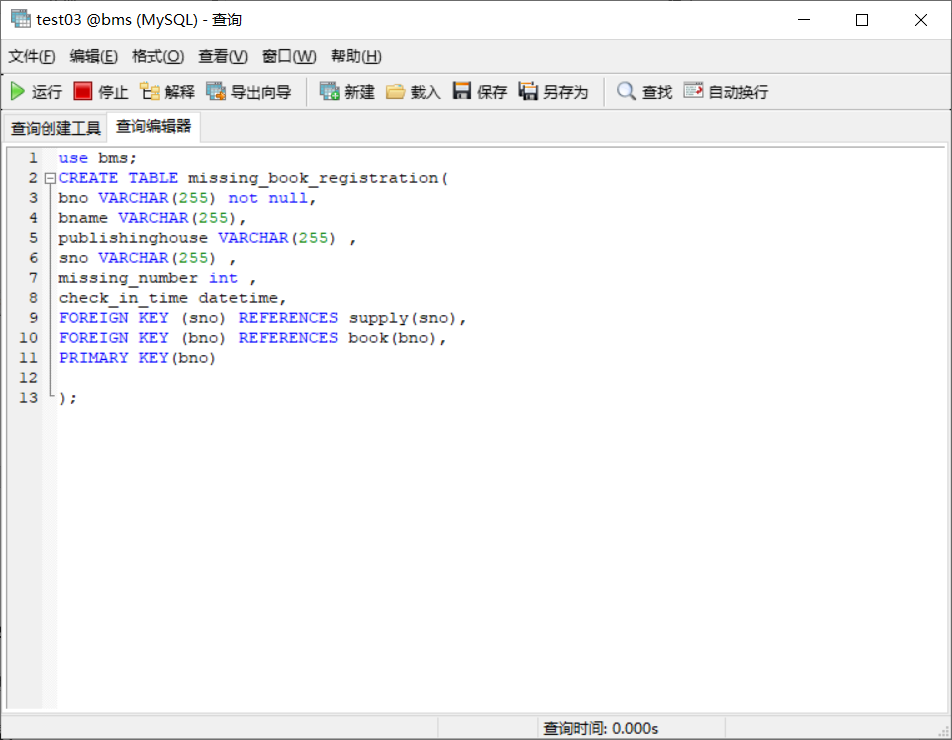 test03 @bms (MySQL) - 查询
文件(F) 编辑(E) 格式(O) 查看(V) 窗口(W) 帮助(H)
运行 停止 解释 导出向导 新建 载入 保存 另存为 查找 自动换行
查询创建工具 查询编辑器
1 use bms;
2 CREATE TABLE missing_book_registration(
3 bno VARCHAR(255) not null,
4 bname VARCHAR(255),
5 publishinghouse VARCHAR(255) ,
6 sno VARCHAR(255) ,
7 missing_number int ,
8 check_in_time datetime,
9 FOREIGN KEY (sno) REFERENCES supply(sno),
10 FOREIGN KEY (bno) REFERENCES book(bno),
11 PRIMARY KEY(bno)
12
13 );
查询时间: 0.000s